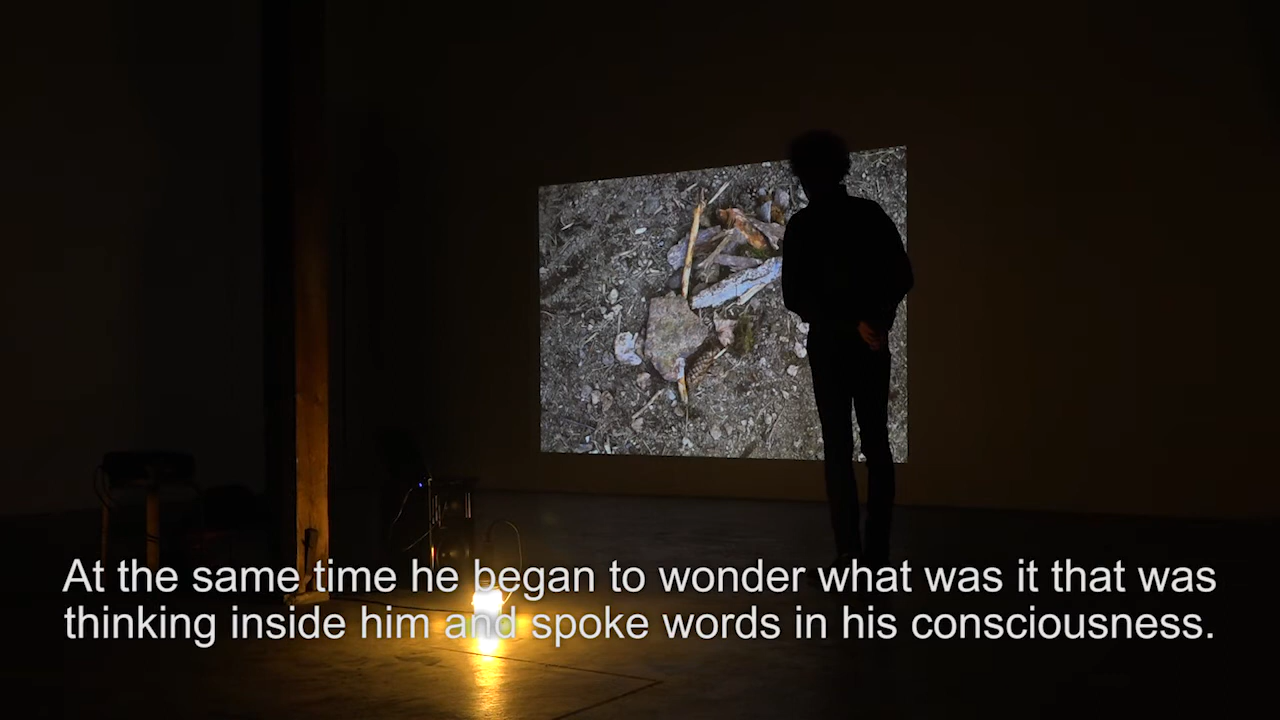 At the same time he began to wonder what was it that was
thinking inside him and spoke words in his consciousness.